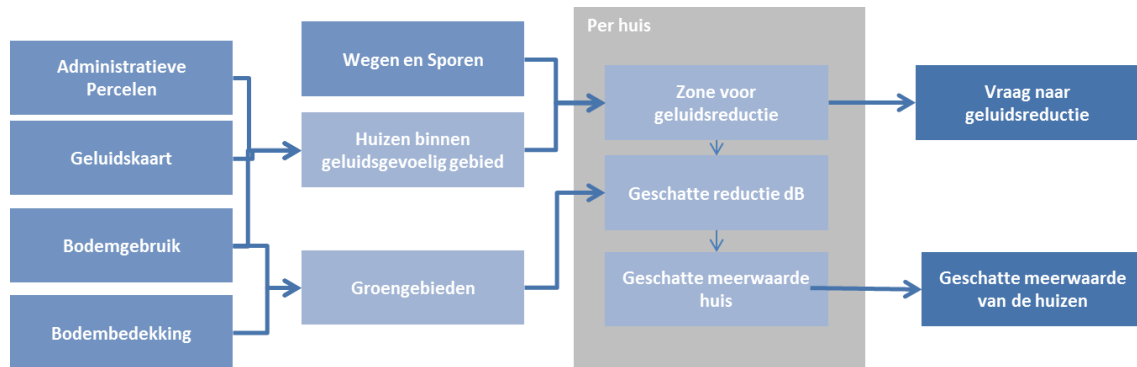 Administratieve
Percelen
Geluidskaart
Bodemgebruik
Bodembedekking
Wegen en Sporen
Huizen binnen
geluidsgevoelig gebied
Groengebieden
Per huis
Zone voor
geluidsreductie
Geschatte reductie dB
Geschatte meerwaarde
huis
Vraag naar
geluidsreductie
Geschatte meerwaarde
van de huizen